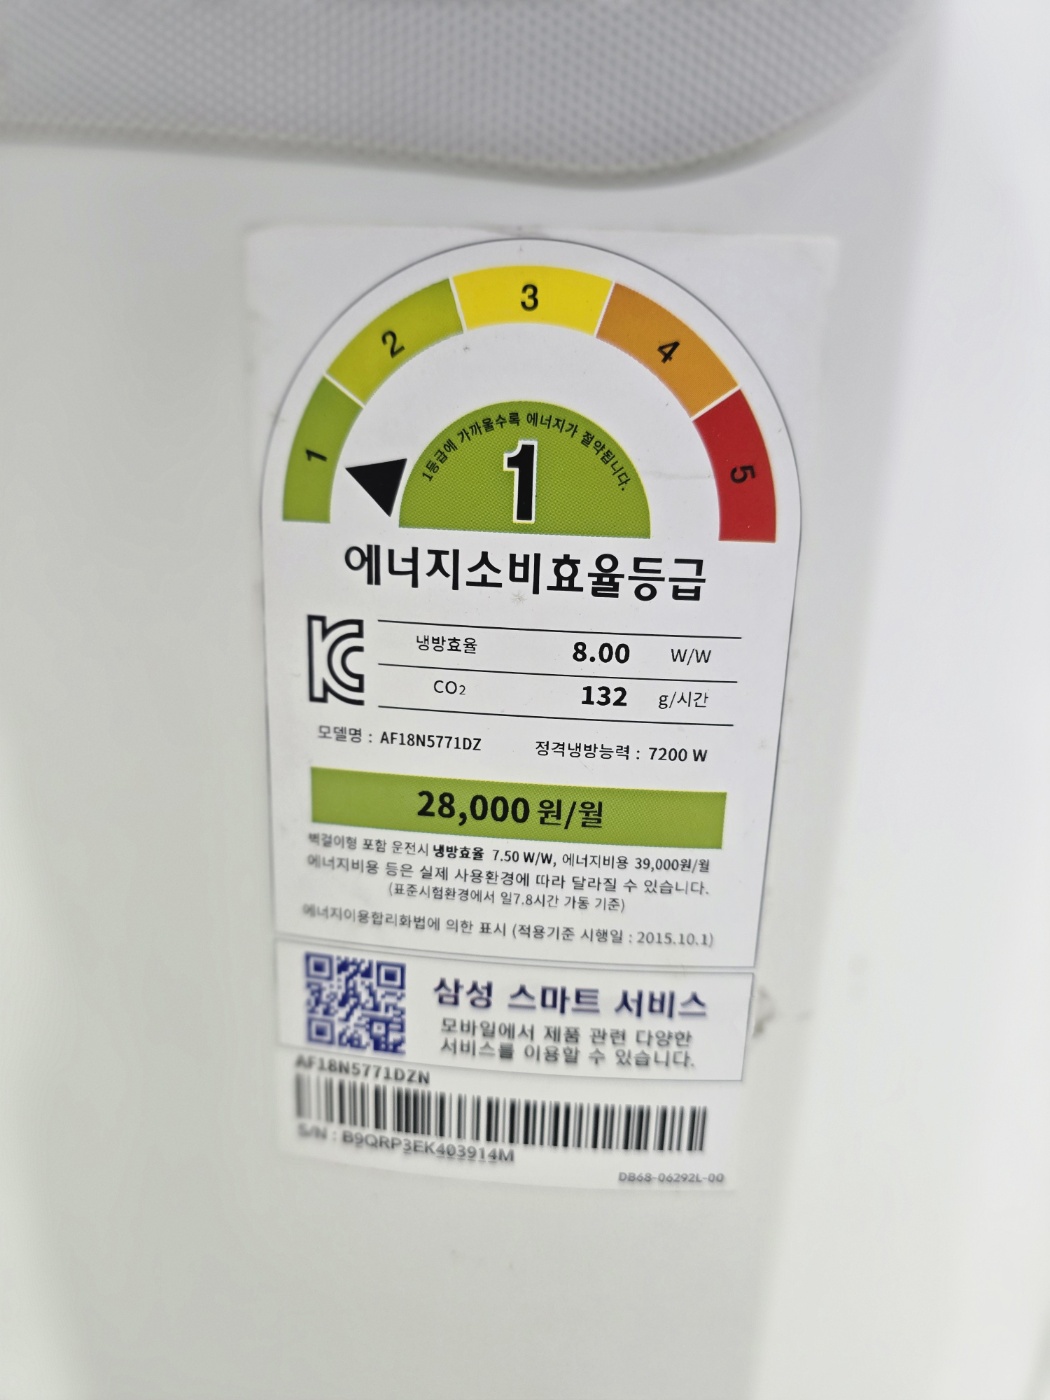 1 2 3 4 5
1등급에 가까울수록 에너지가 절약됩니다.
1
에너지소비효율등급
냉방효율 8.00 W/W
CO₂ 132 g/시간
모델명 : AF18N5771DZ 정격냉방능력 : 7200 W
28,000원/월
벽걸이형 포함 운전시 냉방효율 7.50 W/W, 에너지비용 39,000원/월
에너지비용 등은 실제 사용환경에 따라 달라질 수 있습니다.
(표준시험환경에서 일7.8시간 가동 기준)
에너지이용합리화법에 의한 표시 (적용기준 시행일 : 2015.10.1)
삼성 스마트 서비스
모바일에서 제품 관련 다양한
서비스를 이용할 수 있습니다.
AF18N5771DZN
S/N : B9QRP3EK403914M
DB68-06292L-00